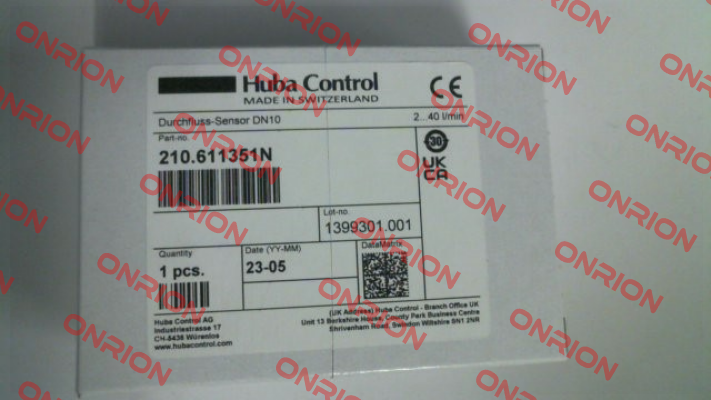 Huba Control
MADE IN SWITZERLAND
CE
Durchfluss-Sensor DN10 2...40 l/min
Part-no.
210.611351N
30
UK
CA
Lot-no.
1399301.001
Quantity
1 pcs.
Date (YY-MM)
23-05
DataMatrix
Huba Control AG
Industriestrasse 17
CH-5436 Würenlos
www.hubacontrol.com
(UK Address) Huba Control - Branch Office UK
Unit 13 Berkshire House, County Park Business Centre
Shrivenham Road, Swindon Wiltshire SN1 2NR
ONRION